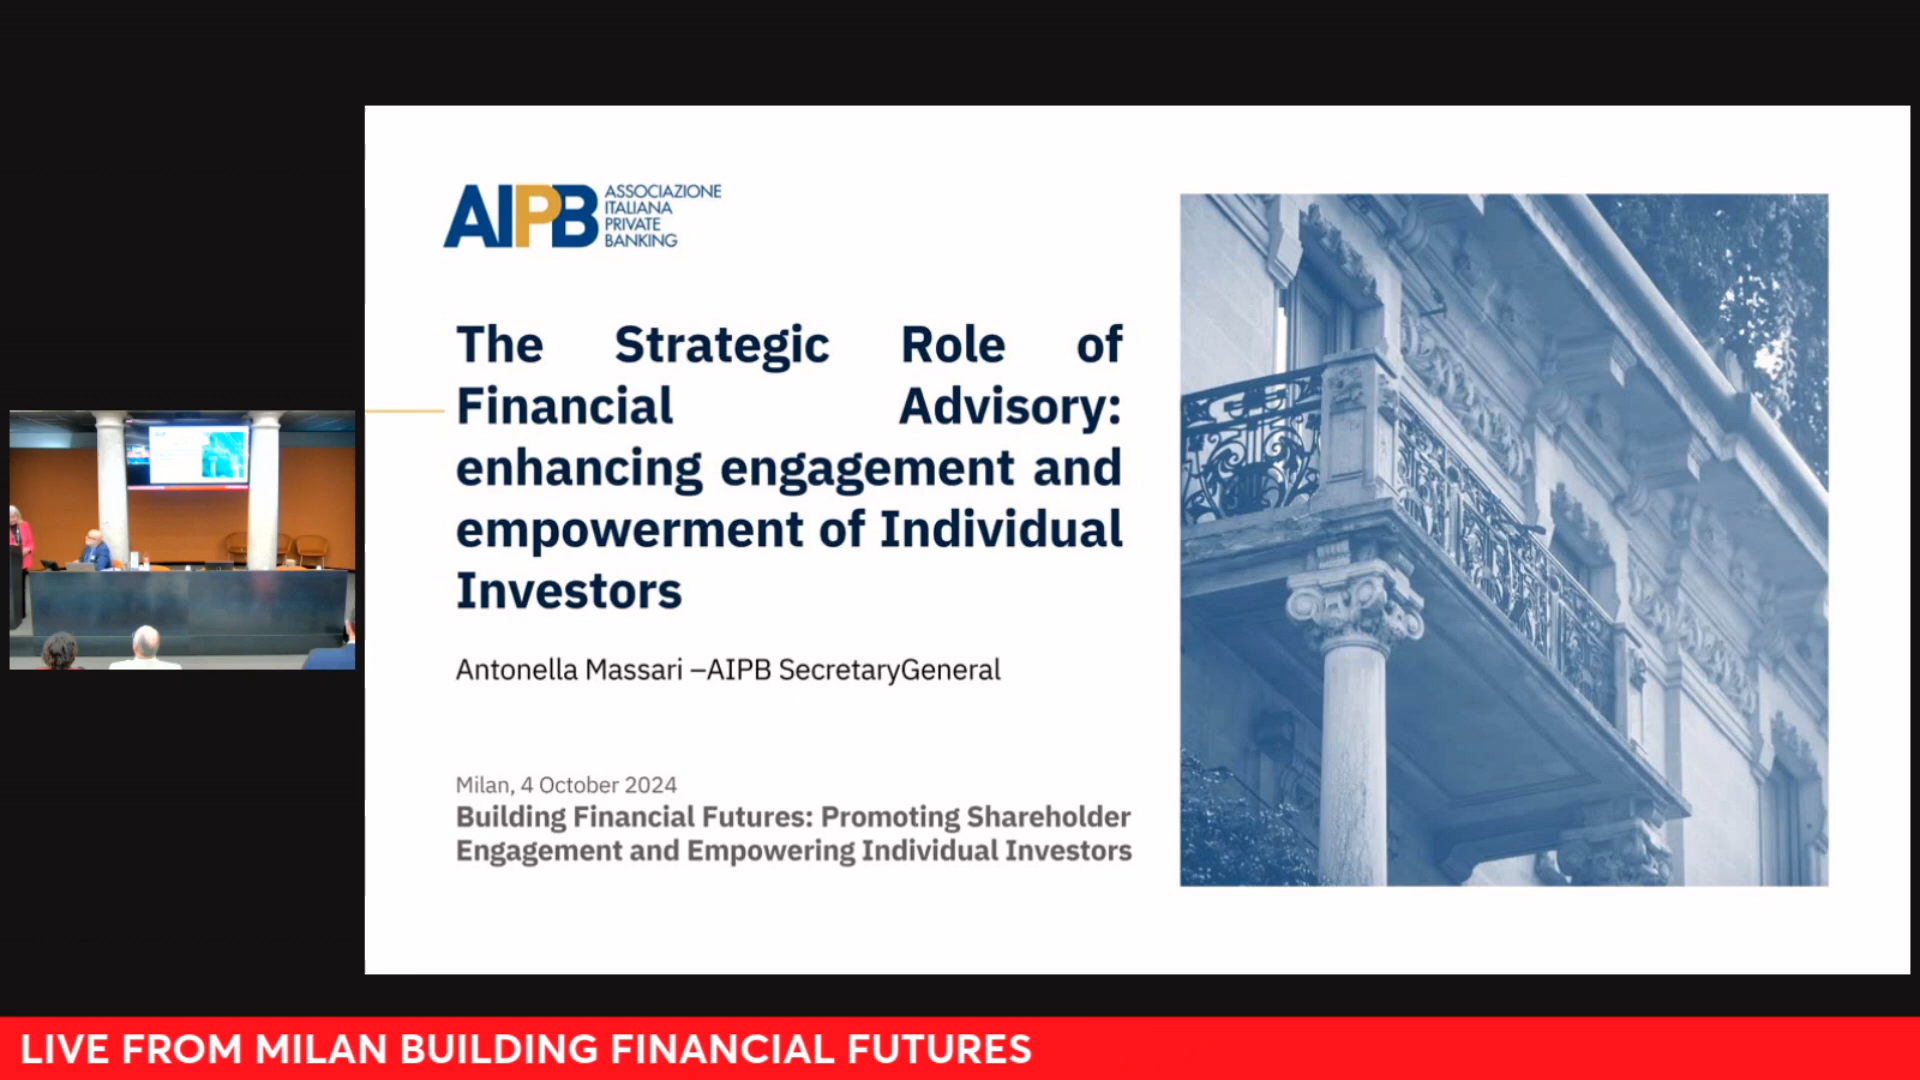 AIPB
ASSOCIAZIONE
ITALIANA
PRIVATE
BANKING
The Strategic Role of
Financial Advisory:
enhancing engagement and
empowerment of Individual
Investors
Antonella Massari –AIPB SecretaryGeneral
Milan, 4 October 2024
Building Financial Futures: Promoting Shareholder
Engagement and Empowering Individual Investors
LIVE FROM MILAN BUILDING FINANCIAL FUTURES